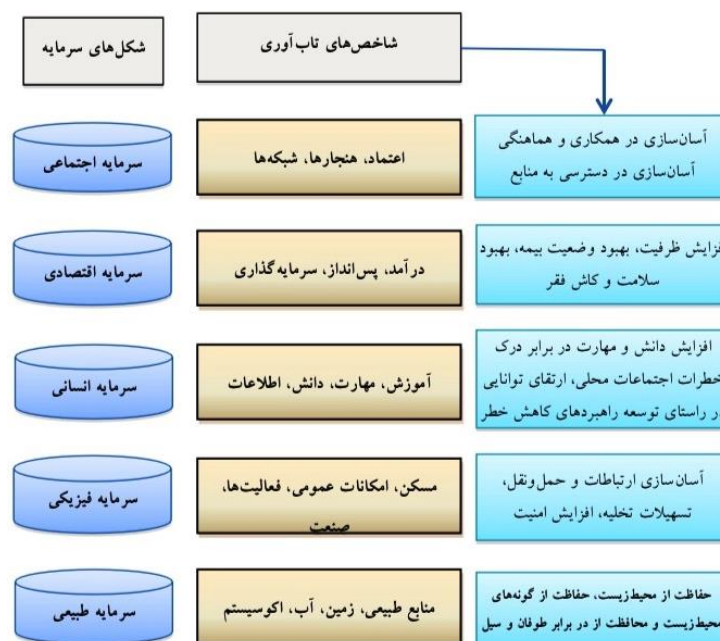 شاخص‌های تاب‌آوری
شکل‌های سرمایه
آسان‌سازی در همکاری و هماهنگی
آسان‌سازی در دسترسی به منابع
اعتماد، هنجارها، شبکه‌ها
سرمایه اجتماعی
فزایش ظرفیت، بهبود وضعیت بیمه، بهبود
سلامت و کاش فقر
درآمد، پس‌انداز، سرمایه‌گذاری
سرمایه اقتصادی
افزایش دانش و مهارت در برابر درک
خطرات اجتماعات محلی، ارتقای توانایی
ر راستای توسعه راهبردهای کاهش خطر
آموزش، مهارت، دانش، اطلاعات
سرمایه انسانی
آسان‌سازی ارتباطات و حمل‌ونقل،
تسهیلات تخلیه، افزایش امنیت
مسکن، امکانات عمومی، فعالیت‌ها،
صنعت
سرمایه فیزیکی
حفاظت از محیط‌زیست، حفاظت از گونه‌های
محیط‌زیست و محافظت از در برابر طوفان و سیل
منابع طبیعی، زمین، آب، اکوسیستم
سرمایه طبیعی